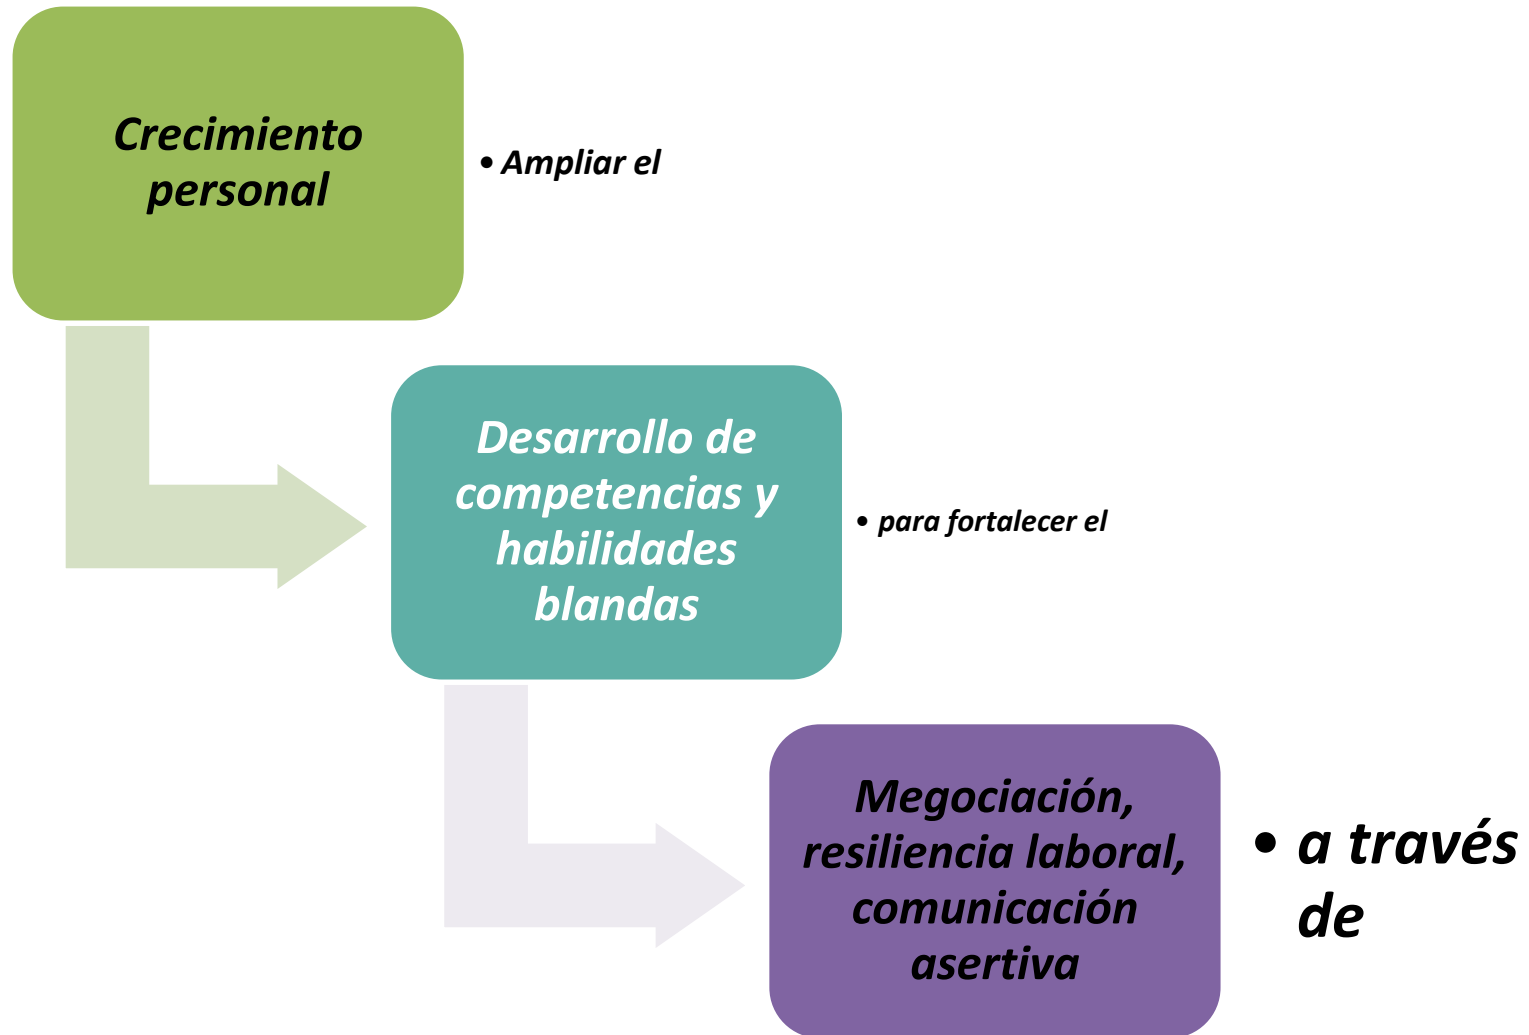 Crecimiento
personal
• Ampliar el
Desarrollo de
competencias y
habilidades
blandas
• para fortalecer el
Megociación,
resiliencia laboral,
comunicación
asertiva
• a través
de